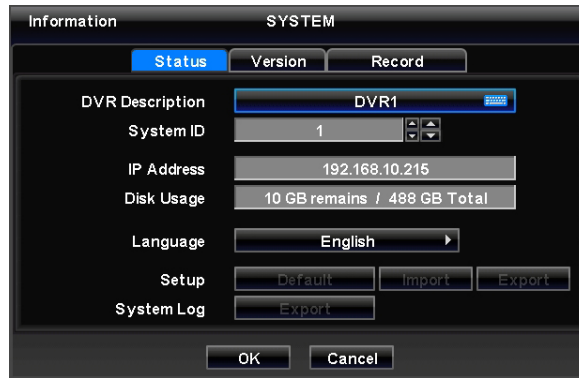 Information SYSTEM
Status Version Record
DVR Description DVR1
System ID 1
IP Address 192.168.10.215
Disk Usage 10 GB remains / 488 GB Total
Language English
Setup Default Import Export
System Log Export
OK Cancel